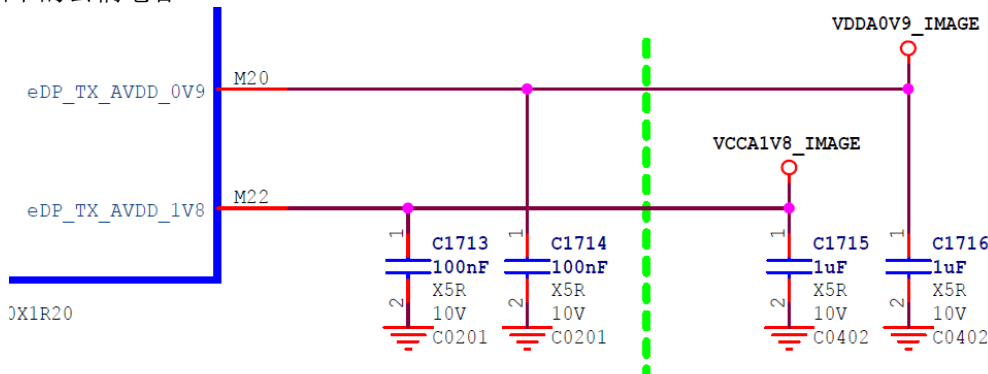 VDDA0V9_IMAGE
eDP_TX_AVDD_0V9
M20
VCCA1V8_IMAGE
eDP_TX_AVDD_1V8
M22
1
C1713
100nF
X5R
2
10V
C0201
1
C1714
100nF
X5R
2
10V
C0201
1
C1715
1uF
X5R
2
10V
C0402
1
C1716
1uF
X5R
2
10V
C0402
0X1R20